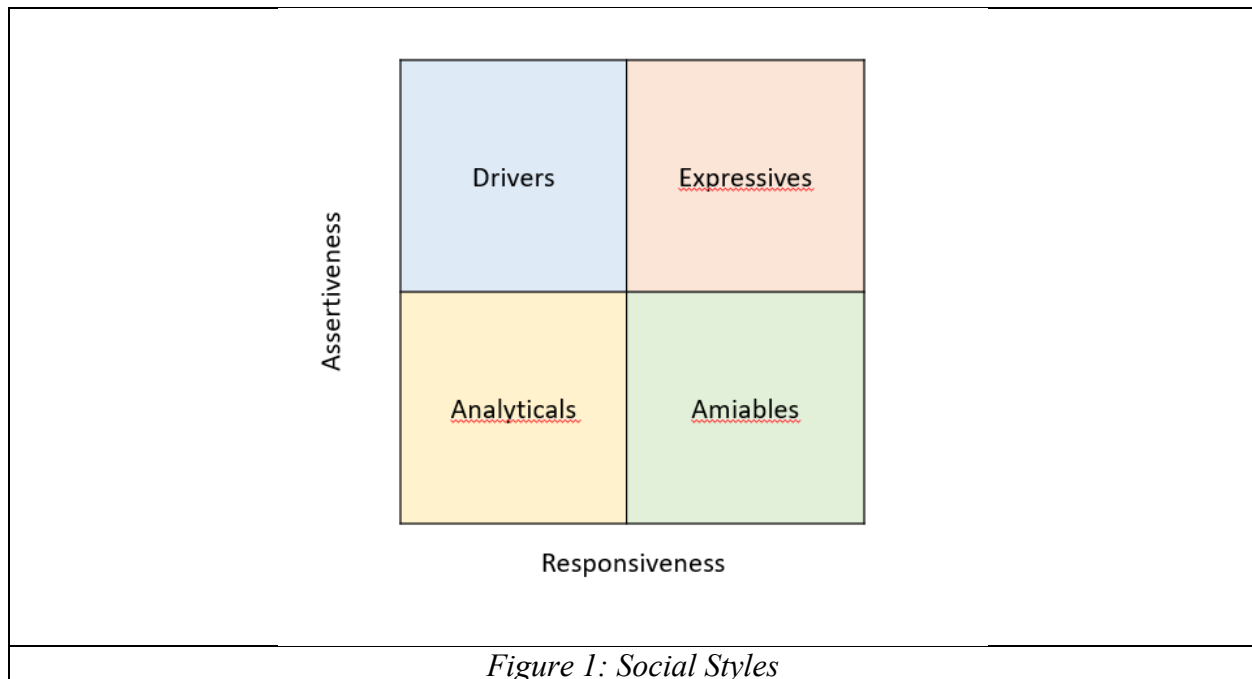 Drivers
Expressives
Assertiveness
Analyticals
Amiables
Responsiveness
Figure 1: Social Styles